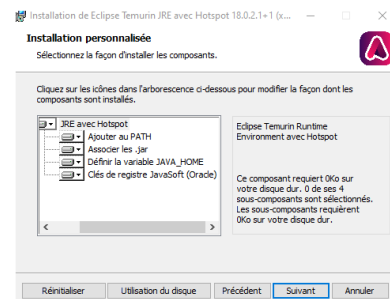 Installation de Eclipse Temurin JRE avec Hotspot 18.0.2.1+1 (x...
Installation personnalisée
Sélectionnez la façon d'installer les composants.
Cliquez sur les icônes dans l'arborescence ci-dessous pour modifier la façon dont les
composants sont installés.
JRE avec Hotspot
Ajouter au PATH
Associer les .jar
Définir la variable JAVA_HOME
Clés de registre JavaSoft (Oracle)
Eclipse Temurin Runtime
Environment avec Hotspot
Ce composant requiert 0Ko sur
votre disque dur. 0 de ses 4
sous-composants sont sélectionnés.
Les sous-composants requièrent
0Ko sur votre disque dur.
Réinitialiser
Utilisation du disque
Précédent
Suivant
Annuler